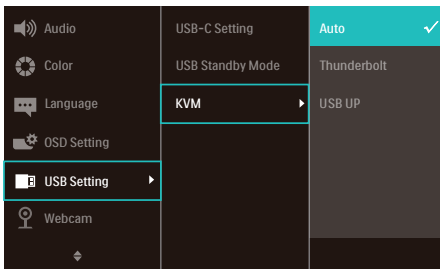 Audio
Color
Language
OSD Setting
USB Setting
Webcam
USB-C Setting
USB Standby Mode
KVM
Auto
Thunderbolt
USB UP